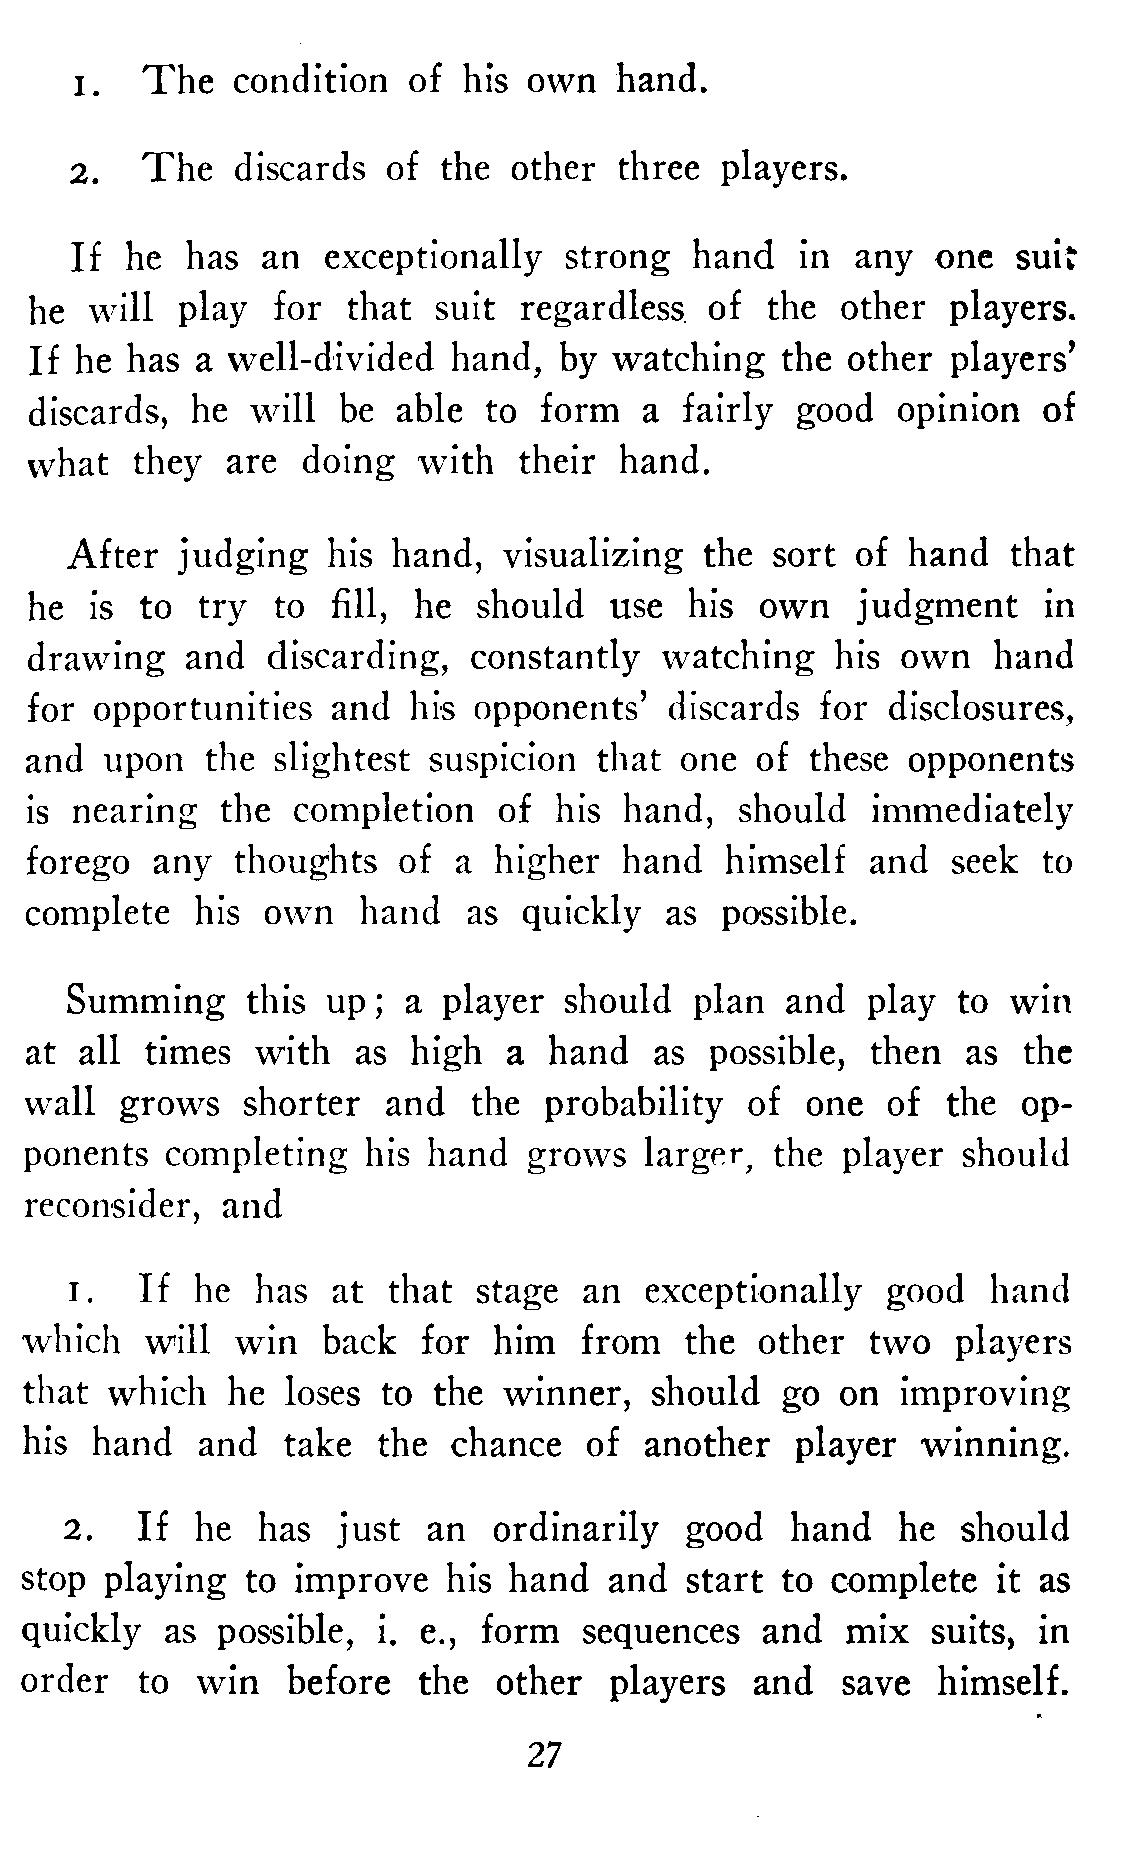 1. The condition of his own hand.
2. The discards of the other three players.
If he has an exceptionally strong hand in any one suit
he will play for that suit regardless of the other players.
If he has a well-divided hand, by watching the other players'
discards, he will be able to form a fairly good opinion of
what they are doing with their hand.
After judging his hand, visualizing the sort of hand that
he is to try to fill, he should use his own judgment in
drawing and discarding, constantly watching his own hand
for opportunities and his opponents' discards for disclosures,
and upon the slightest suspicion that one of these opponents
is nearing the completion of his hand, should immediately
forego any thoughts of a higher hand himself and seek to
complete his own hand as quickly as possible.
Summing this up; a player should plan and play to win
at all times with as high a hand as possible, then as the
wall grows shorter and the probability of one of the op-
ponents completing his hand grows larger, the player should
reconsider, and
1. If he has at that stage an exceptionally good hand
which will win back for him from the other two players
that which he loses to the winner, should go on improving
his hand and take the chance of another player winning.
2. If he has just an ordinarily good hand he should
stop playing to improve his hand and start to complete it as
quickly as possible, i. e., form sequences and mix suits, in
order to win before the other players and save himself.
27